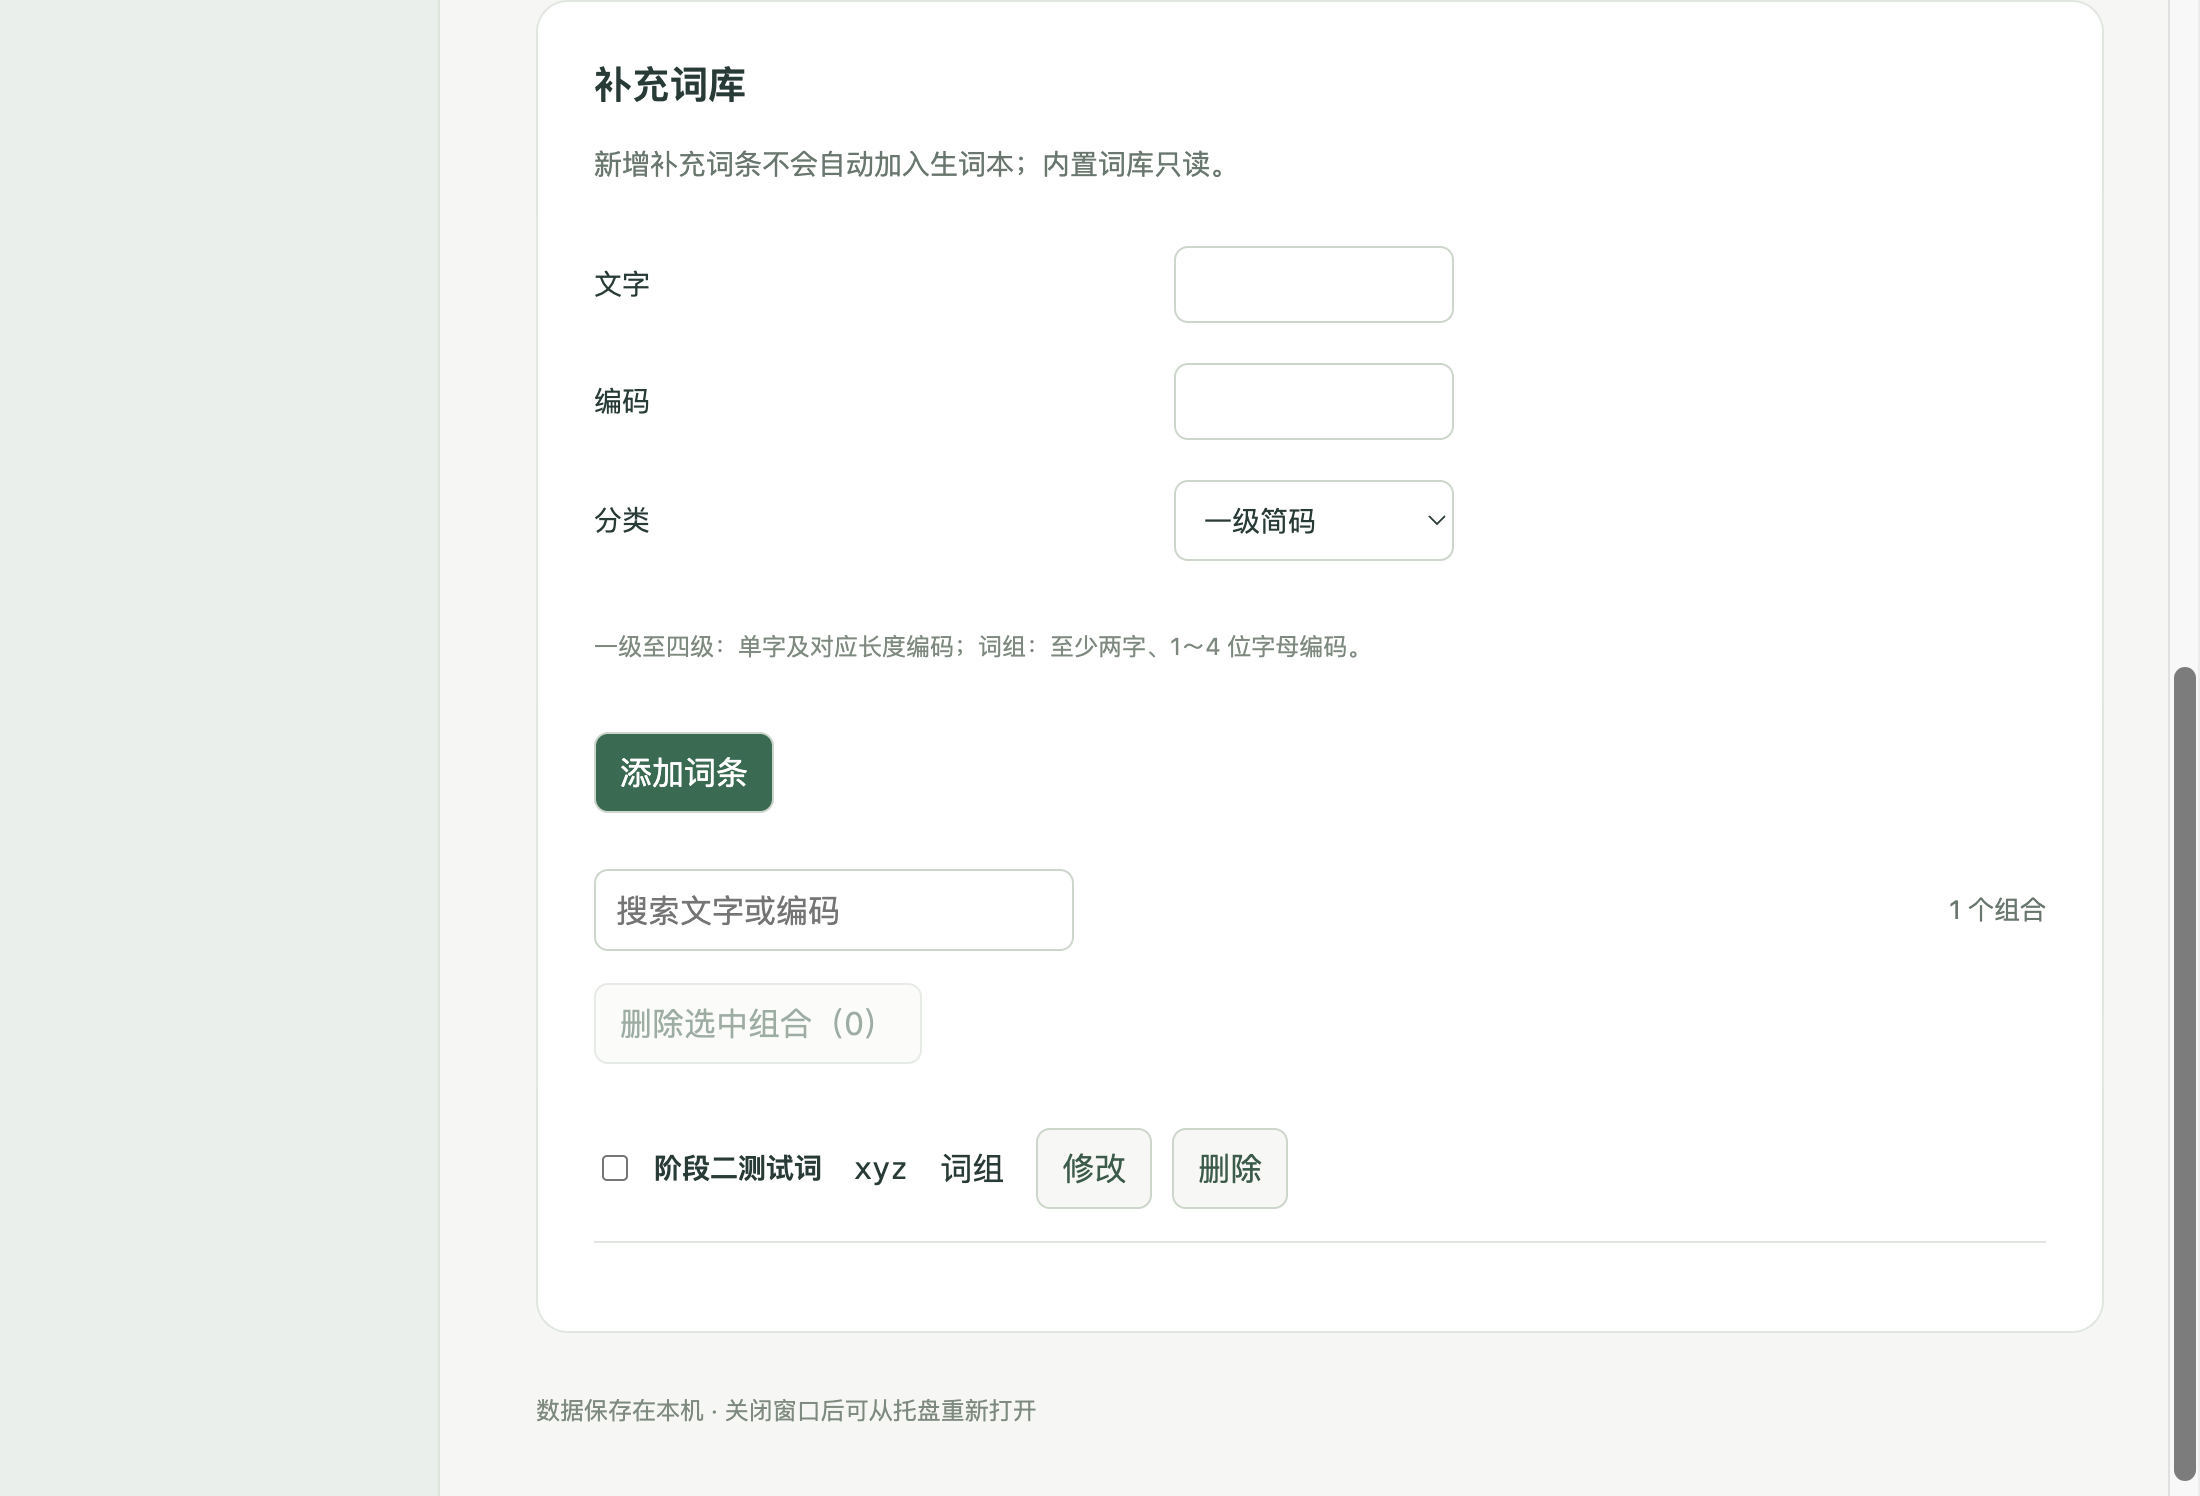 补充词库
新增补充词条不会自动加入生词本；内置词库只读。
文字
编码
分类
一级简码
一级至四级：单字及对应长度编码；词组：至少两字、1～4 位字母编码。
添加词条
搜索文字或编码
1 个组合
删除选中组合（0）
阶段二测试词 xyz 词组 修改 删除
数据保存在本机 · 关闭窗口后可从托盘重新打开